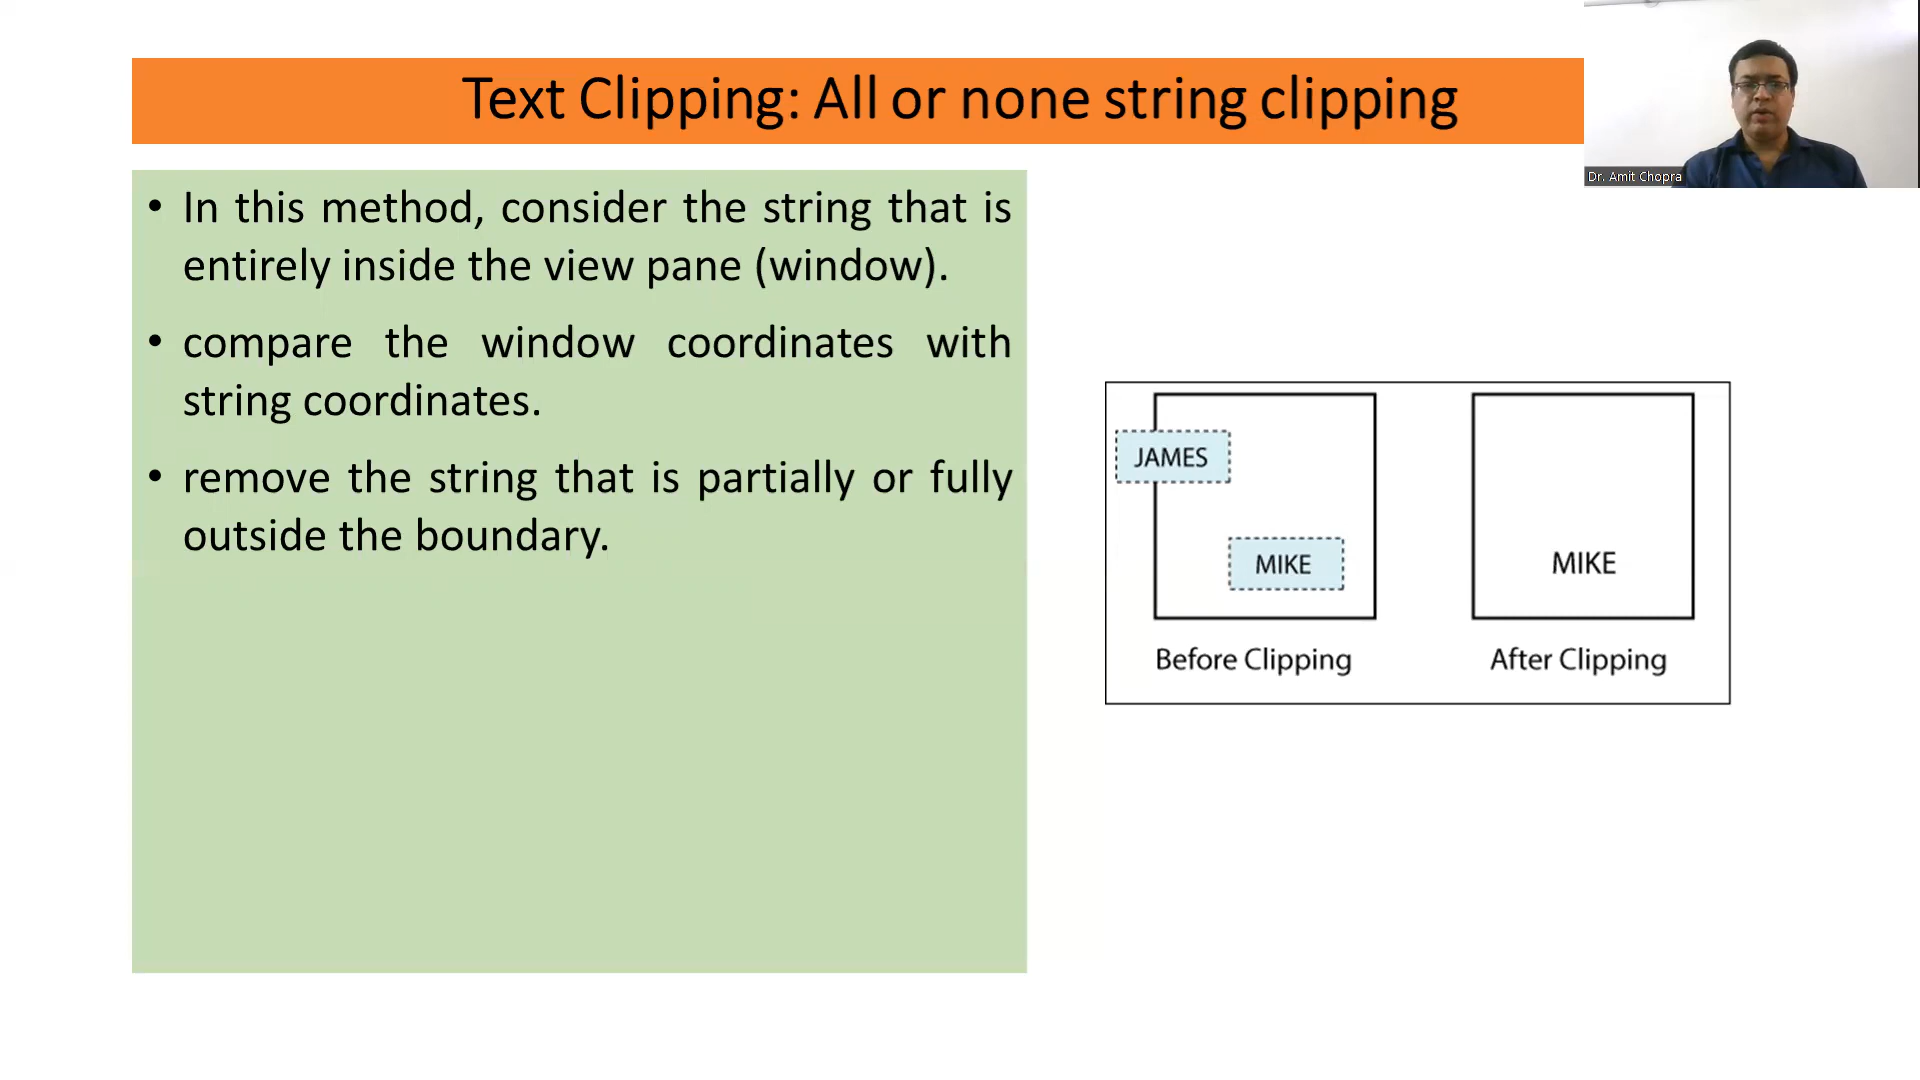 Text Clipping: All or none string clipping
Dr. Amit Chopra
• In this method, consider the string that is
entirely inside the view pane (window).
• compare the window coordinates with
string coordinates.
• remove the string that is partially or fully
outside the boundary.
JAMES
MIKE
MIKE
Before Clipping
After Clipping